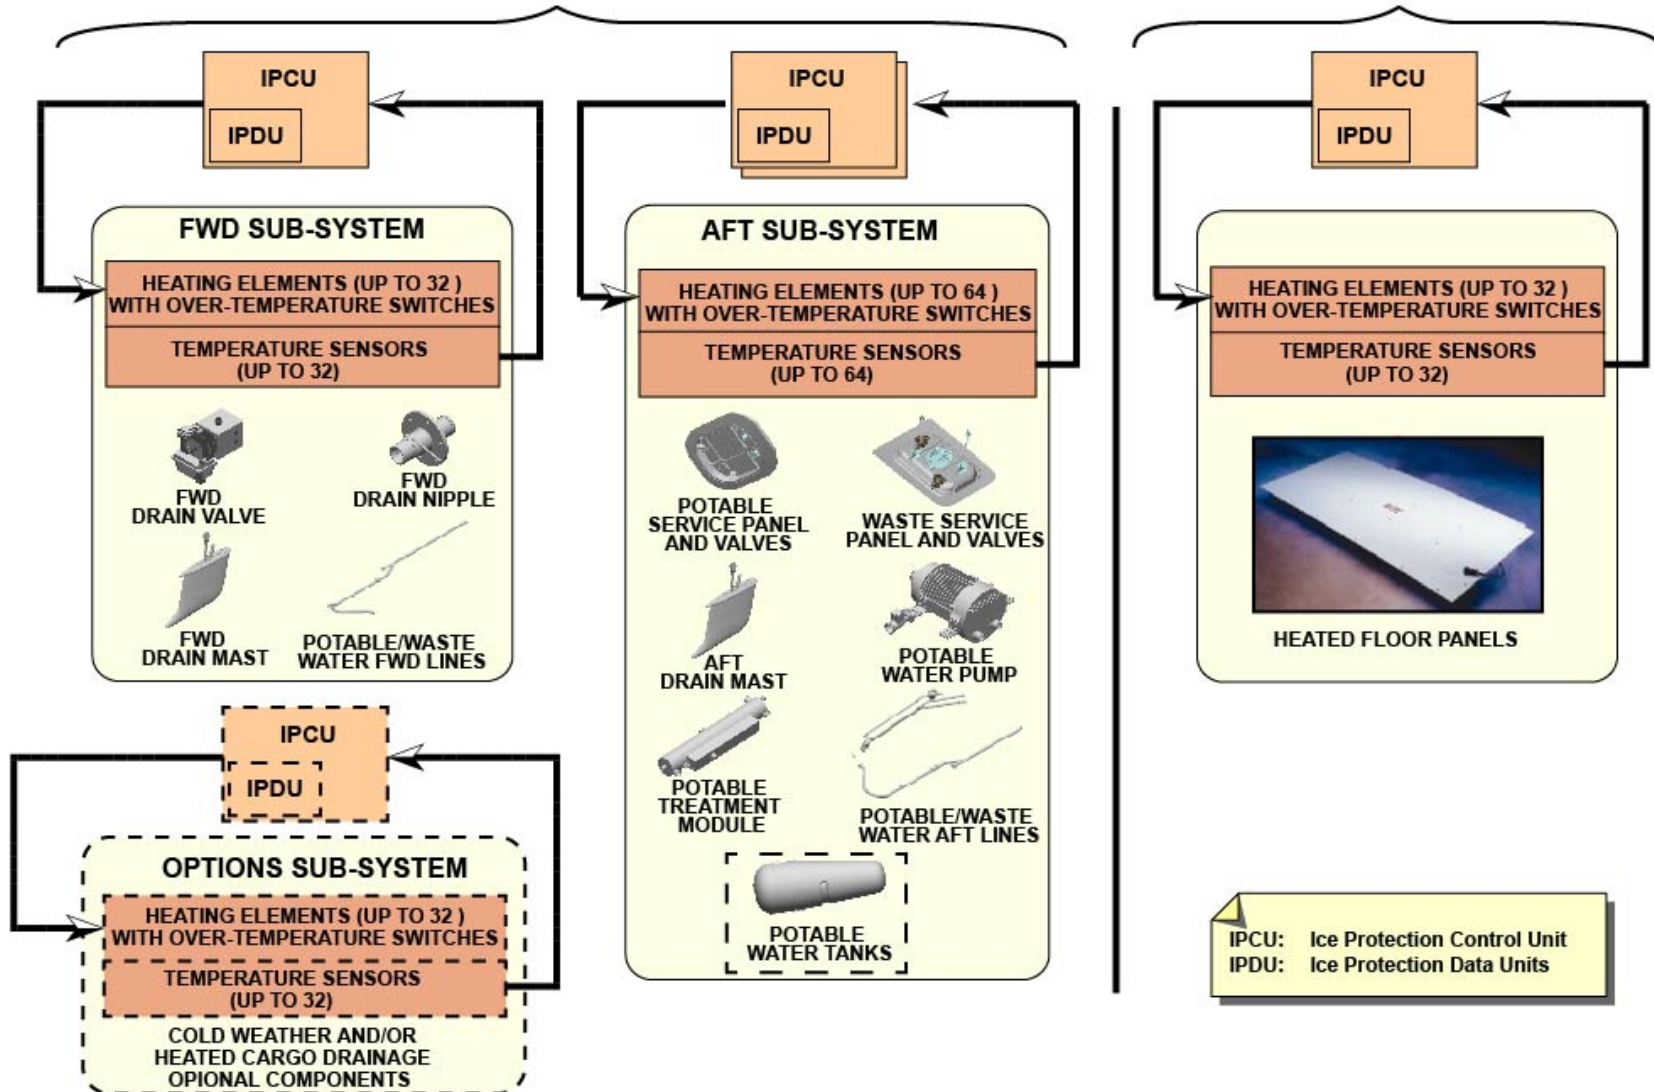 IPCU
IPDU
FWD SUB-SYSTEM
HEATING ELEMENTS (UP TO 32 )
WITH OVER-TEMPERATURE SWITCHES
TEMPERATURE SENSORS
(UP TO 32)
FWD
DRAIN VALVE
FWD
DRAIN NIPPLE
FWD
DRAIN MAST
POTABLE/WASTE
WATER FWD LINES
IPCU
IPDU
OPTIONS SUB-SYSTEM
HEATING ELEMENTS (UP TO 32 )
WITH OVER-TEMPERATURE SWITCHES
TEMPERATURE SENSORS
(UP TO 32)
COLD WEATHER AND/OR
HEATED CARGO DRAINAGE
OPIONAL COMPONENTS
IPCU
IPDU
AFT SUB-SYSTEM
HEATING ELEMENTS (UP TO 64 )
WITH OVER-TEMPERATURE SWITCHES
TEMPERATURE SENSORS
(UP TO 64)
POTABLE
SERVICE PANEL
AND VALVES
WASTE SERVICE
PANEL AND VALVES
AFT
DRAIN MAST
POTABLE
WATER PUMP
POTABLE
TREATMENT
MODULE
POTABLE/WASTE
WATER AFT LINES
POTABLE
WATER TANKS
IPCU
IPDU
HEATING ELEMENTS (UP TO 32 )
WITH OVER-TEMPERATURE SWITCHES
TEMPERATURE SENSORS
(UP TO 32)
HEATED FLOOR PANELS
IPCU: Ice Protection Control Unit
IPDU: Ice Protection Data Units